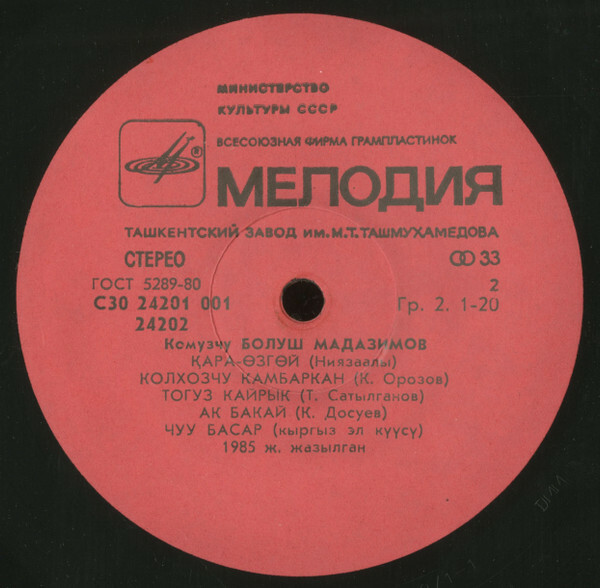 МИНИСТЕРСТВО
КУЛЬТУРЫ СССР
ВСЕСОЮЗНАЯ ФИРМА ГРАМПЛАСТИНОК
®
МЕЛОДИЯ
ТАШКЕНТСКИЙ ЗАВОД ИМ. М.Т. ТАШМУХАМЕДОВА
СТЕРЕО
33
ГОСТ 5289-80
2
С30 24201 001
Гр. 2. 1-20
24202
Комузчу БОЛУШ МАДАЗИМОВ
КАРА-ӨЗГӨЙ (Ниязаалы)
КОЛХОЗЧУ КАМБАРКАН (К. Орозов)
ТОГУЗ КАЙРЫК (Т. Сатылганов)
АК БАКАЙ (К. Досуев)
ЧУУ БАСАР (кыргыз эл күүсү)
1985 ж. жазылган